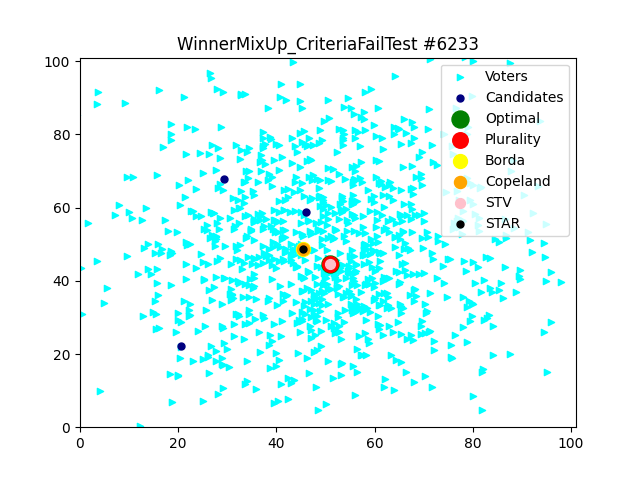 WinnerMixUp_CriteriaFailTest #6233
100
80
60
40
20
0
0 20 40 60 80 100
Voters
Candidates
Optimal
Plurality
Borda
Copeland
STV
STAR